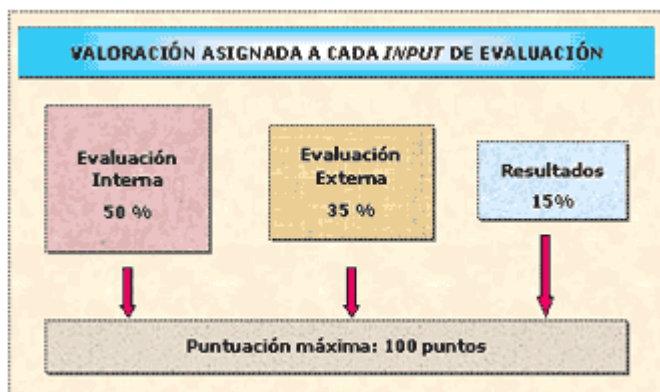 VALORACIÓN ASIGNADA A CADA INPUT DE EVALUACIÓN
Evaluación
Interna
50 %
Evaluación
Externa
35 %
Resultados
15%
Puntuación máxima: 100 puntos